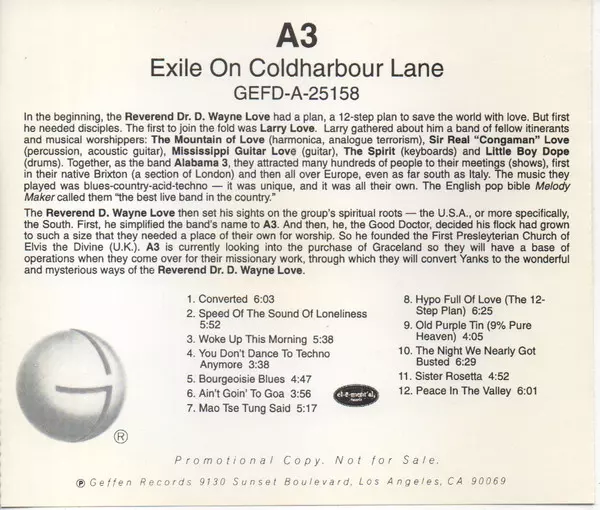 A3
Exile On Coldharbour Lane
GEFD-A-25158
In the beginning, the Reverend Dr. D. Wayne Love had a plan, a 12-step plan to save the world with love. But first
he needed disciples. The first to join the fold was Larry Love. Larry gathered about him a band of fellow itinerants
and musical worshippers: The Mountain of Love (harmonica, analogue terrorism), Sir Real "Congaman" Love
(percussion, acoustic guitar), Mississippi Guitar Love (guitar), The Spirit (keyboards) and Little Boy Dope
(drums). Together, as the band Alabama 3, they attracted many hundreds of people to their meetings (shows), first
in their native Brixton (a section of London) and then all over Europe, even as far south as Italy. The music they
played was blues-country-acid-techno — it was unique, and it was all their own. The English pop bible Melody
Maker called them "the best live band in the country."
The Reverend D. Wayne Love then set his sights on the group's spiritual roots — the U.S.A., or more specifically,
the South. First, he simplified the band's name to A3. And then, he, the Good Doctor, decided his flock had grown
to such a size that they needed a place of their own for worship. So he founded the First Presleyterian Church of
Elvis the Divine (U.K.). A3 is currently looking into the purchase of Graceland so they will have a base of
operations when they come over for their missionary work, through which they will convert Yanks to the wonderful
and mysterious ways of the Reverend Dr. D. Wayne Love.
1. Converted 6:03
2. Speed Of The Sound Of Loneliness
5:52
3. Woke Up This Morning 5:38
4. You Don't Dance To Techno
Anymore 3:38
5. Bourgeoisie Blues 4:47
6. Ain't Goin' To Goa 3:56
7. Mao Tse Tung Said 5:17
8. Hypo Full Of Love (The 12-
Step Plan) 6:25
9. Old Purple Tin (9% Pure
Heaven) 4:05
10. The Night We Nearly Got
Busted 6:29
11. Sister Rosetta 4:52
12. Peace In The Valley 6:01
®
Promotional Copy. Not for Sale.
℗ Geffen Records 9130 Sunset Boulevard, Los Angeles, CA 90069